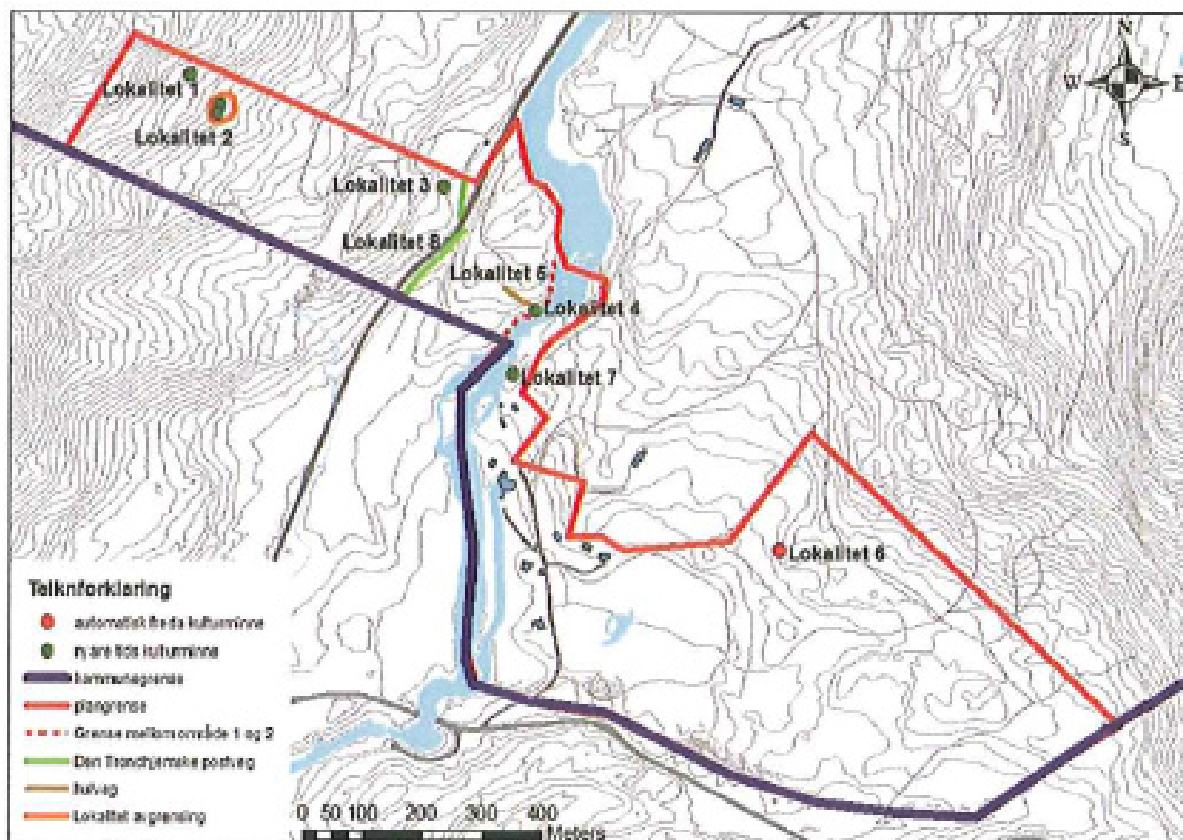 N
W E
S
Lokalitet 1
Lokalitet 2
Lokalitet 3
Lokalitet 8
Lokalitet 5
Lokalitet 4
Lokalitet 7
Lokalitet 6
Teiknforklaring
automatisk freda kulturminne
nyare tids kulturminne
kommunegrense
plangrense
Grense mellom område 1 og 2
Den Trondhjemske postveg
holveg
Lokalitet avgrensing
0 50 100 200 300 400
Meters